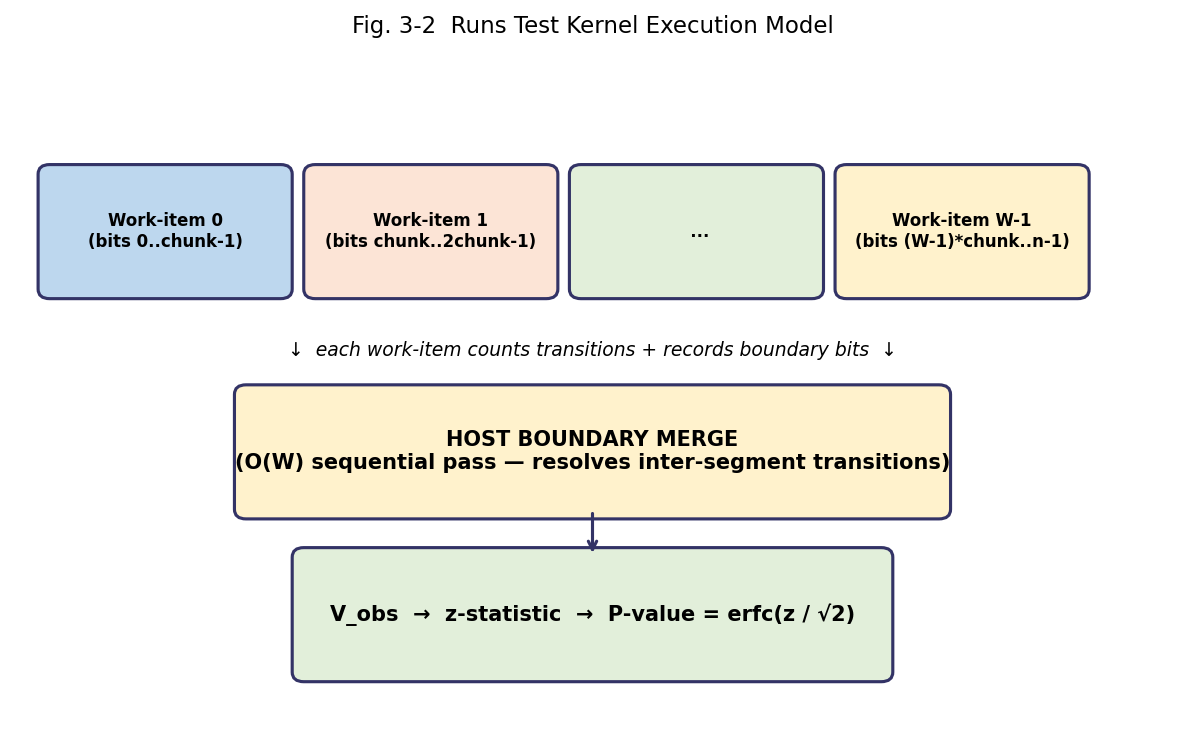 Fig. 3-2  Runs Test Kernel Execution Model
Work-item 0
(bits 0..chunk-1)
Work-item 1
(bits chunk..2chunk-1)
...
Work-item W-1
(bits (W-1)*chunk..n-1)
↓  each work-item counts transitions + records boundary bits  ↓
HOST BOUNDARY MERGE
(O(W) sequential pass — resolves inter-segment transitions)
V_obs  →  z-statistic  →  P-value = erfc(z / √2)